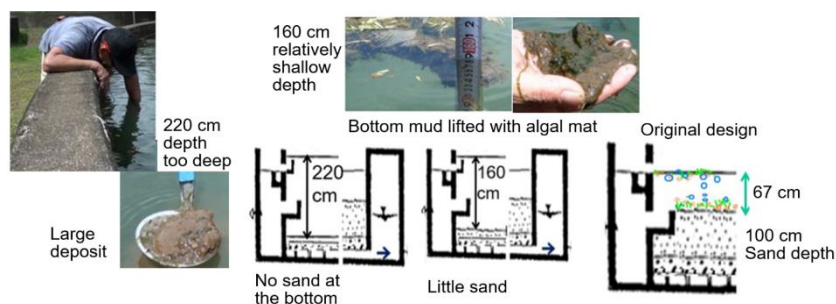 160 cm
relatively
shallow
depth
220 cm
depth
too deep
Bottom mud lifted with algal mat
Original design
220
cm
160
cm
67 cm
100 cm
Sand depth
Large
deposit
No sand at
the bottom
Little sand